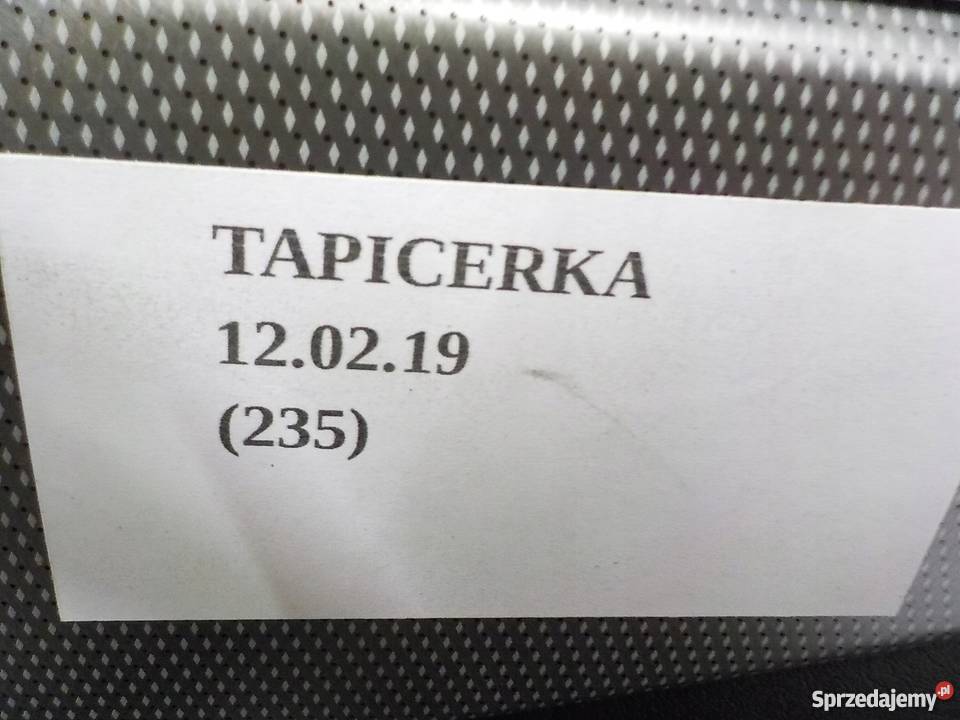 TAPICERKA
12.02.19
(235)
Sprzedajemy.pl